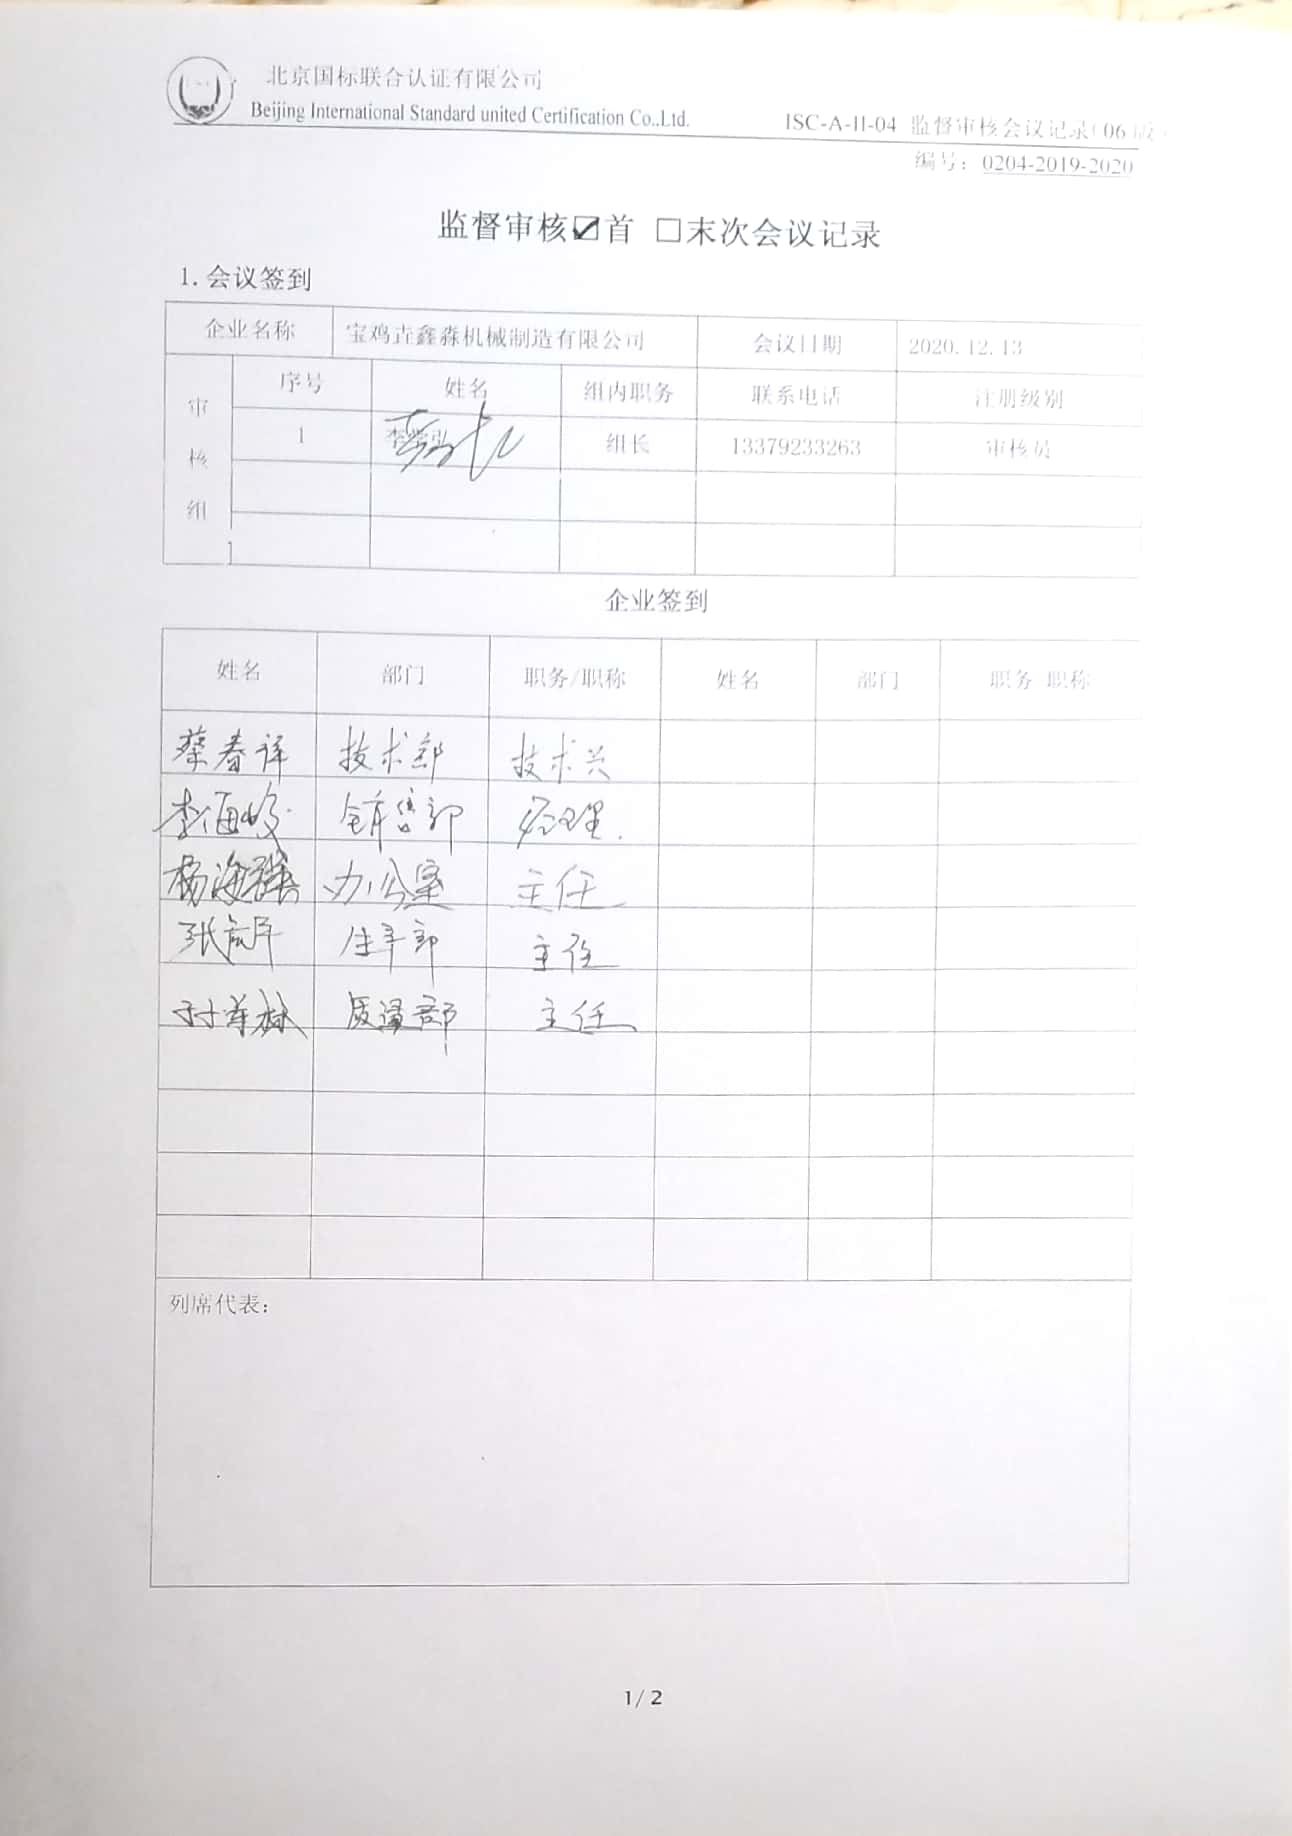 北京国标联合认证有限公司
Beijing International Standard united Certification Co.,Ltd.
ISC-A-II-04 监督审核会议记录(06版)
编号：0204-2019-2020
监督审核☑首 □末次会议记录
1.会议签到
企业名称 宝鸡垚鑫淼机械制造有限公司 会议日期 2020.12.13
审核组 序号 姓名 组内职务 联系电话 注册级别
1 组长 13379233263 审核员
企业签到
姓名 部门 职务/职称 姓名 部门 职务 职称
蔡春祥 技术部 技术
李海 销售部 经理.
杨海 办公室 主任
张 部 主任
林 质量部 主任
列席代表：
1/2